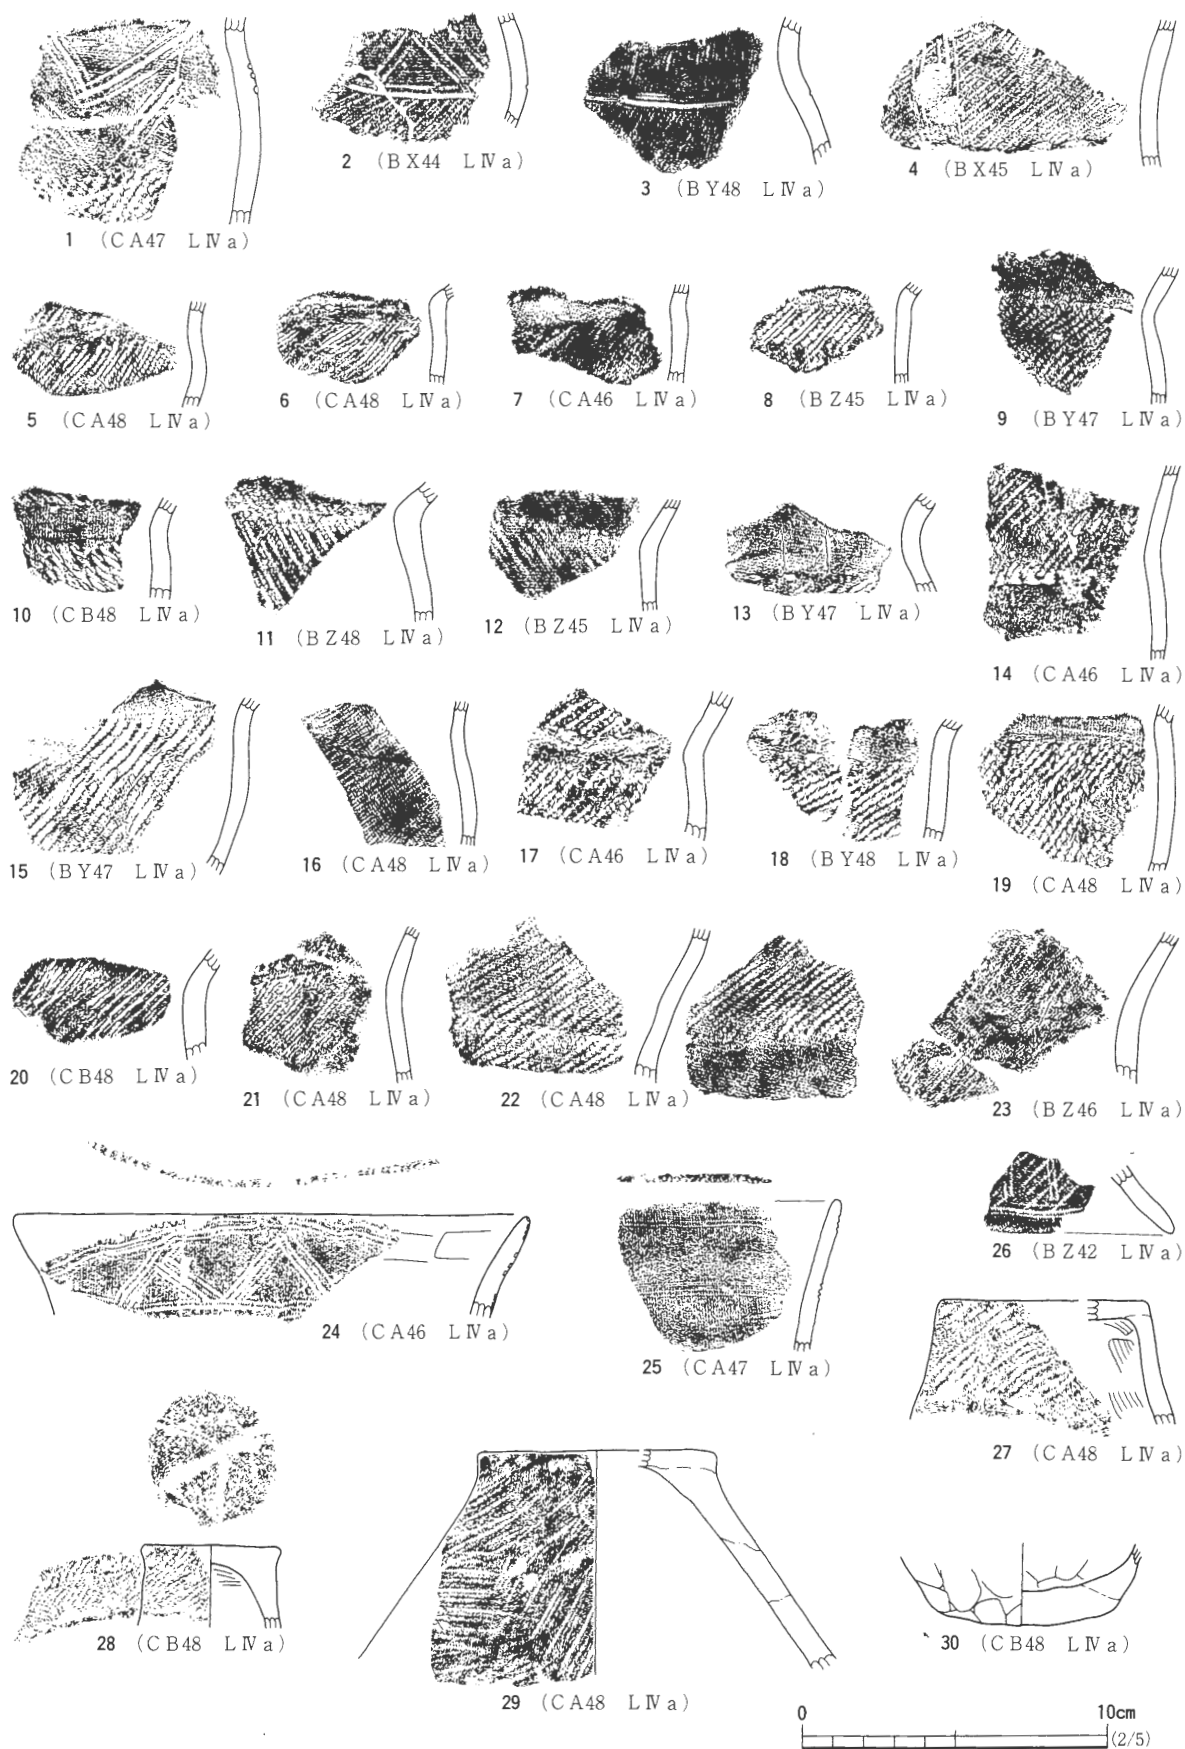 1 (CA47 LⅣa)
2 (BX44 LⅣa)
3 (BY48 LⅣa)
4 (BX45 LⅣa)
5 (CA48 LⅣa)
6 (CA48 LⅣa)
7 (CA46 LⅣa)
8 (BZ45 LⅣa)
9 (BY47 LⅣa)
10 (CB48 LⅣa)
11 (BZ48 LⅣa)
12 (BZ45 LⅣa)
13 (BY47 LⅣa)
14 (CA46 LⅣa)
15 (BY47 LⅣa)
16 (CA48 LⅣa)
17 (CA46 LⅣa)
18 (BY48 LⅣa)
19 (CA48 LⅣa)
20 (CB48 LⅣa)
21 (CA48 LⅣa)
22 (CA48 LⅣa)
23 (BZ46 LⅣa)
24 (CA46 LⅣa)
25 (CA47 LⅣa)
26 (BZ42 LⅣa)
27 (CA48 LⅣa)
28 (CB48 LⅣa)
29 (CA48 LⅣa)
30 (CB48 LⅣa)
0 10cm
(2/5)